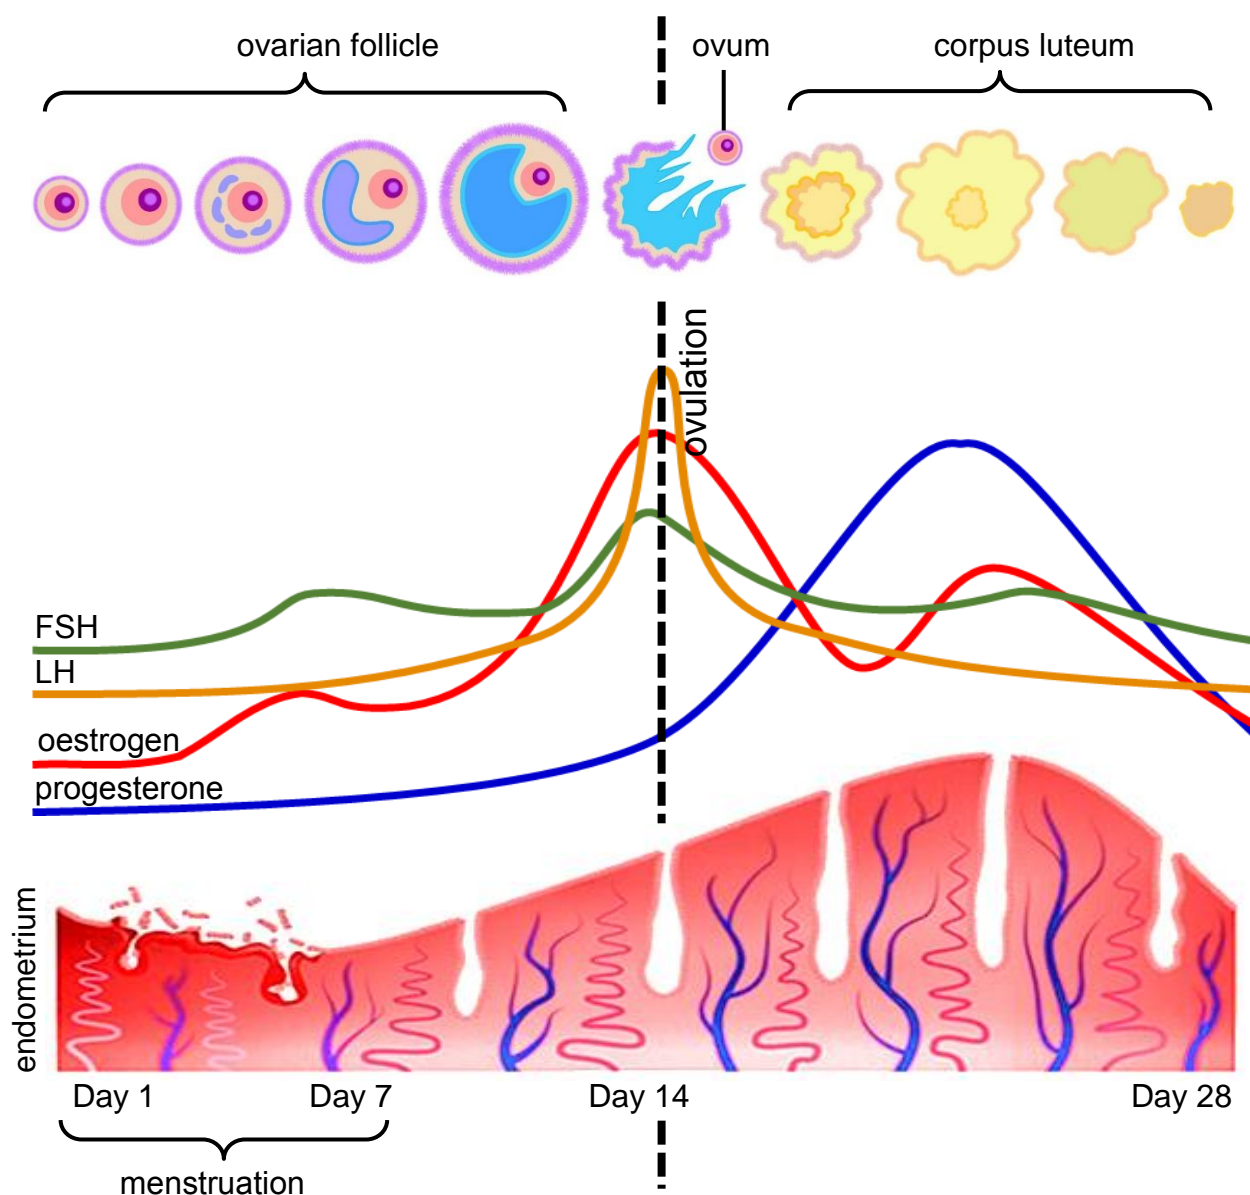 ovarian follicle
ovum
corpus luteum
ovulation
FSH
LH
oestrogen
progesterone
endometrium
Day 1
Day 7
Day 14
Day 28
menstruation